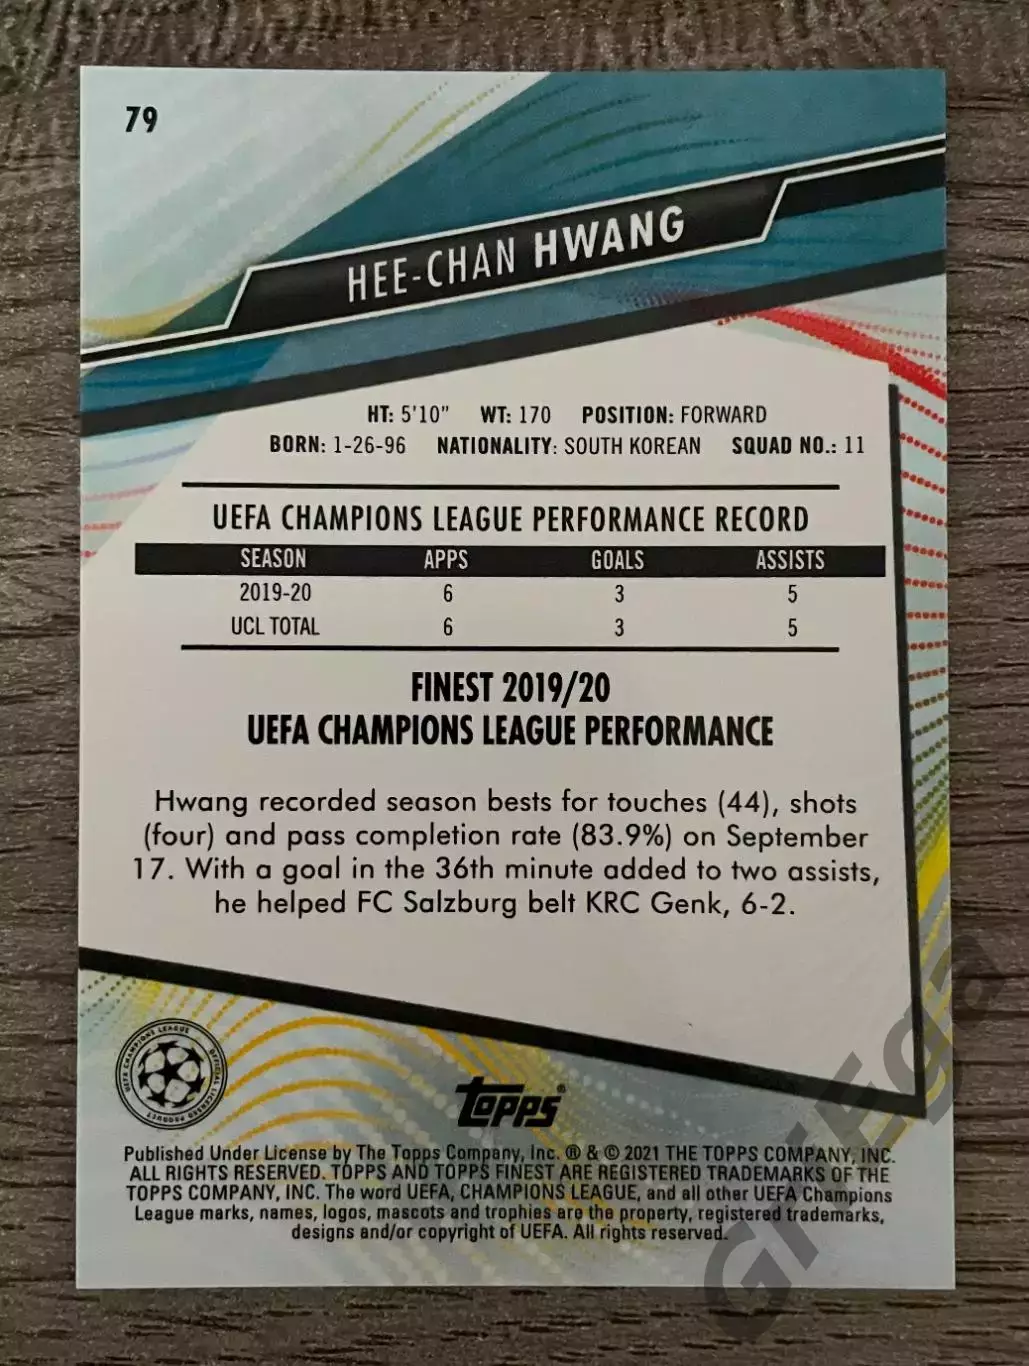 79
HEE-CHAN HWANG
HT: 5'10" WT: 170 POSITION: FORWARD
BORN: 1-26-96 NATIONALITY: SOUTH KOREAN SQUAD NO.: 11
UEFA CHAMPIONS LEAGUE PERFORMANCE RECORD
SEASON APPS GOALS ASSISTS
2019-20 6 3 5
UCL TOTAL 6 3 5
FINEST 2019/20
UEFA CHAMPIONS LEAGUE PERFORMANCE
Hwang recorded season bests for touches (44), shots
(four) and pass completion rate (83.9%) on September
17. With a goal in the 36th minute added to two assists,
he helped FC Salzburg belt KRC Genk, 6-2.
UEFA CHAMPIONS LEAGUE
OFFICIAL LICENSED PRODUCT
Topps®
Published Under License by The Topps Company, Inc. ® & © 2021 THE TOPPS COMPANY, INC.
ALL RIGHTS RESERVED. TOPPS AND TOPPS FINEST ARE REGISTERED TRADEMARKS OF THE
TOPPS COMPANY, INC. The word UEFA, CHAMPIONS LEAGUE, and all other UEFA Champions
League marks, names, logos, mascots and trophies are the property, registered trademarks,
designs and/or copyright of UEFA. All rights reserved.
GrEga